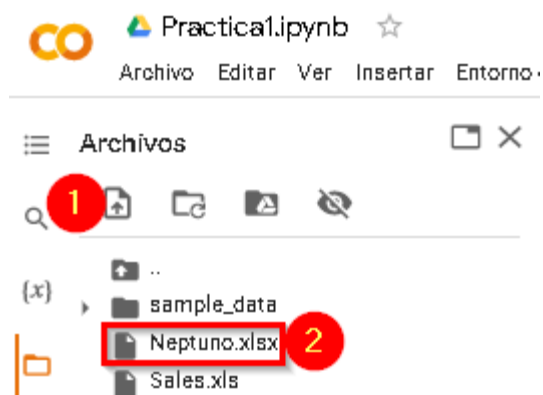 CO Practica1.ipynb
Archivo Editar Ver Insertar Entorno
Archivos
1
{x} ..
sample_data
Neptuno.xlsx 2
Sales.xls